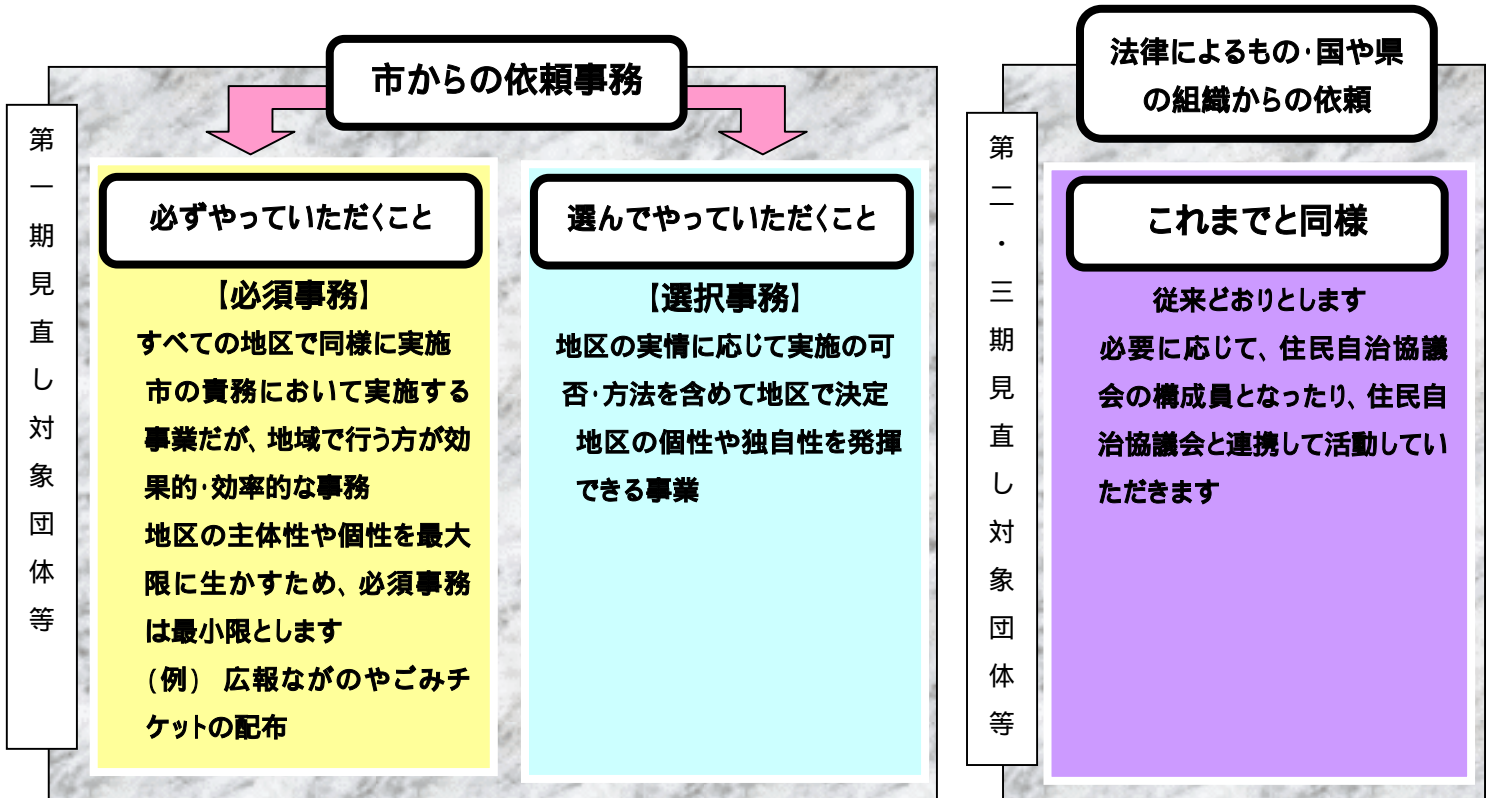 市からの依頼事務
第一期見直し対象団体等
必ずやっていただくこと
【必須事務】
すべての地区で同様に実施
市の責務において実施する
事業だが、地域で行う方が効
果的・効率的な事務
地区の主体性や個性を最大
限に生かすため、必須事務
は最小限とします
(例) 広報ながのやごみチ
ケットの配布
選んでやっていただくこと
【選択事務】
地区の実情に応じて実施の可
否・方法を含めて地区で決定
地区の個性や独自性を発揮
できる事業
法律によるもの・国や県
の組織からの依頼
第二・三期見直し対象団体等
これまでと同様
従来どおりとします
必要に応じて、住民自治協議
会の構成員となったり、住民自
治協議会と連携して活動してい
ただきます